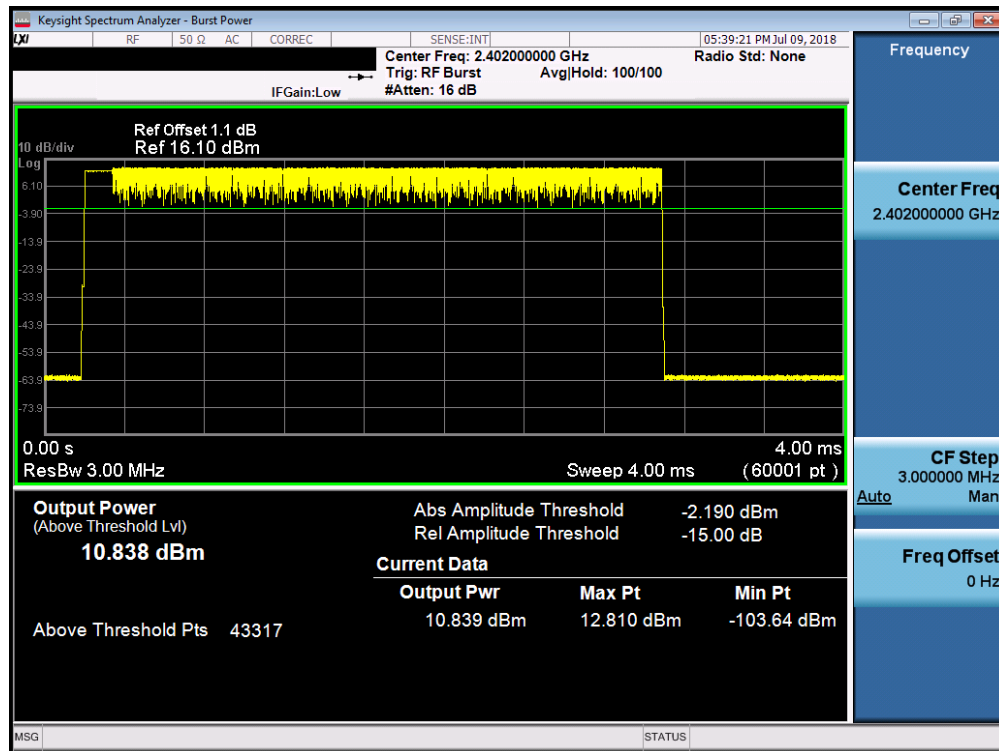 Keysight Spectrum Analyzer - Burst Power
LXI RF 50 Ω AC CORREC SENSE:INT 05:39:21 PM Jul 09, 2018
Center Freq: 2.402000000 GHz Radio Std: None
Trig: RF Burst Avg|Hold: 100/100
IFGain:Low #Atten: 16 dB
Ref Offset 1.1 dB
10 dB/div Ref 16.10 dBm
Log
6.10
-3.90
-13.9
-23.9
-33.9
-43.9
-53.9
-63.9
-73.9
0.00 s 4.00 ms
ResBw 3.00 MHz Sweep 4.00 ms (60001 pt)
Output Power
(Above Threshold Lvl)
10.838 dBm
Above Threshold Pts 43317
Abs Amplitude Threshold -2.190 dBm
Rel Amplitude Threshold -15.00 dB
Current Data
Output Pwr Max Pt Min Pt
10.839 dBm 12.810 dBm -103.64 dBm
Frequency
Center Freq
2.402000000 GHz
CF Step
3.000000 MHz
Auto Man
Freq Offset
0 Hz
MSG STATUS